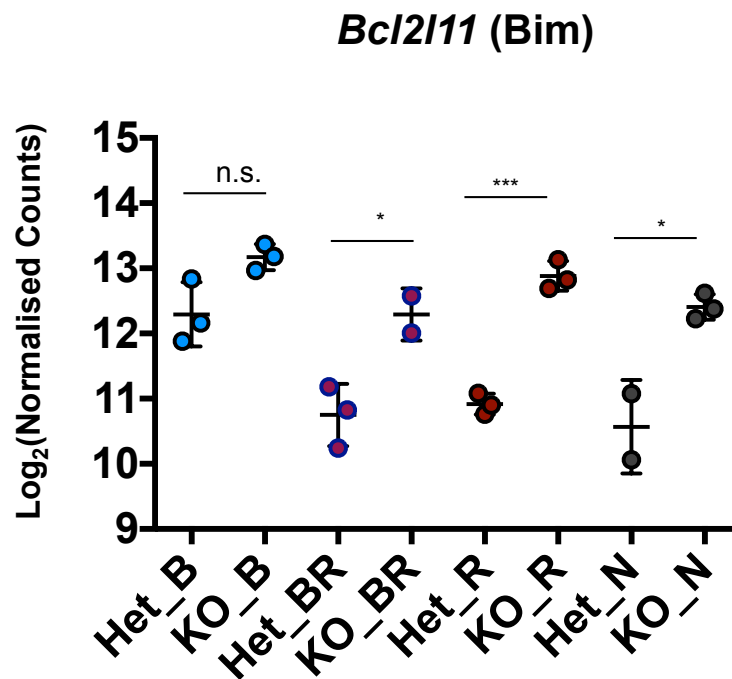 Bcl2l11 (Bim)
Log₂(Normalised Counts)
15
14
13
12
11
10
9
n.s.
*
***
*
Het_B
KO_B
Het_BR
KO_BR
Het_R
KO_R
Het_N
KO_N